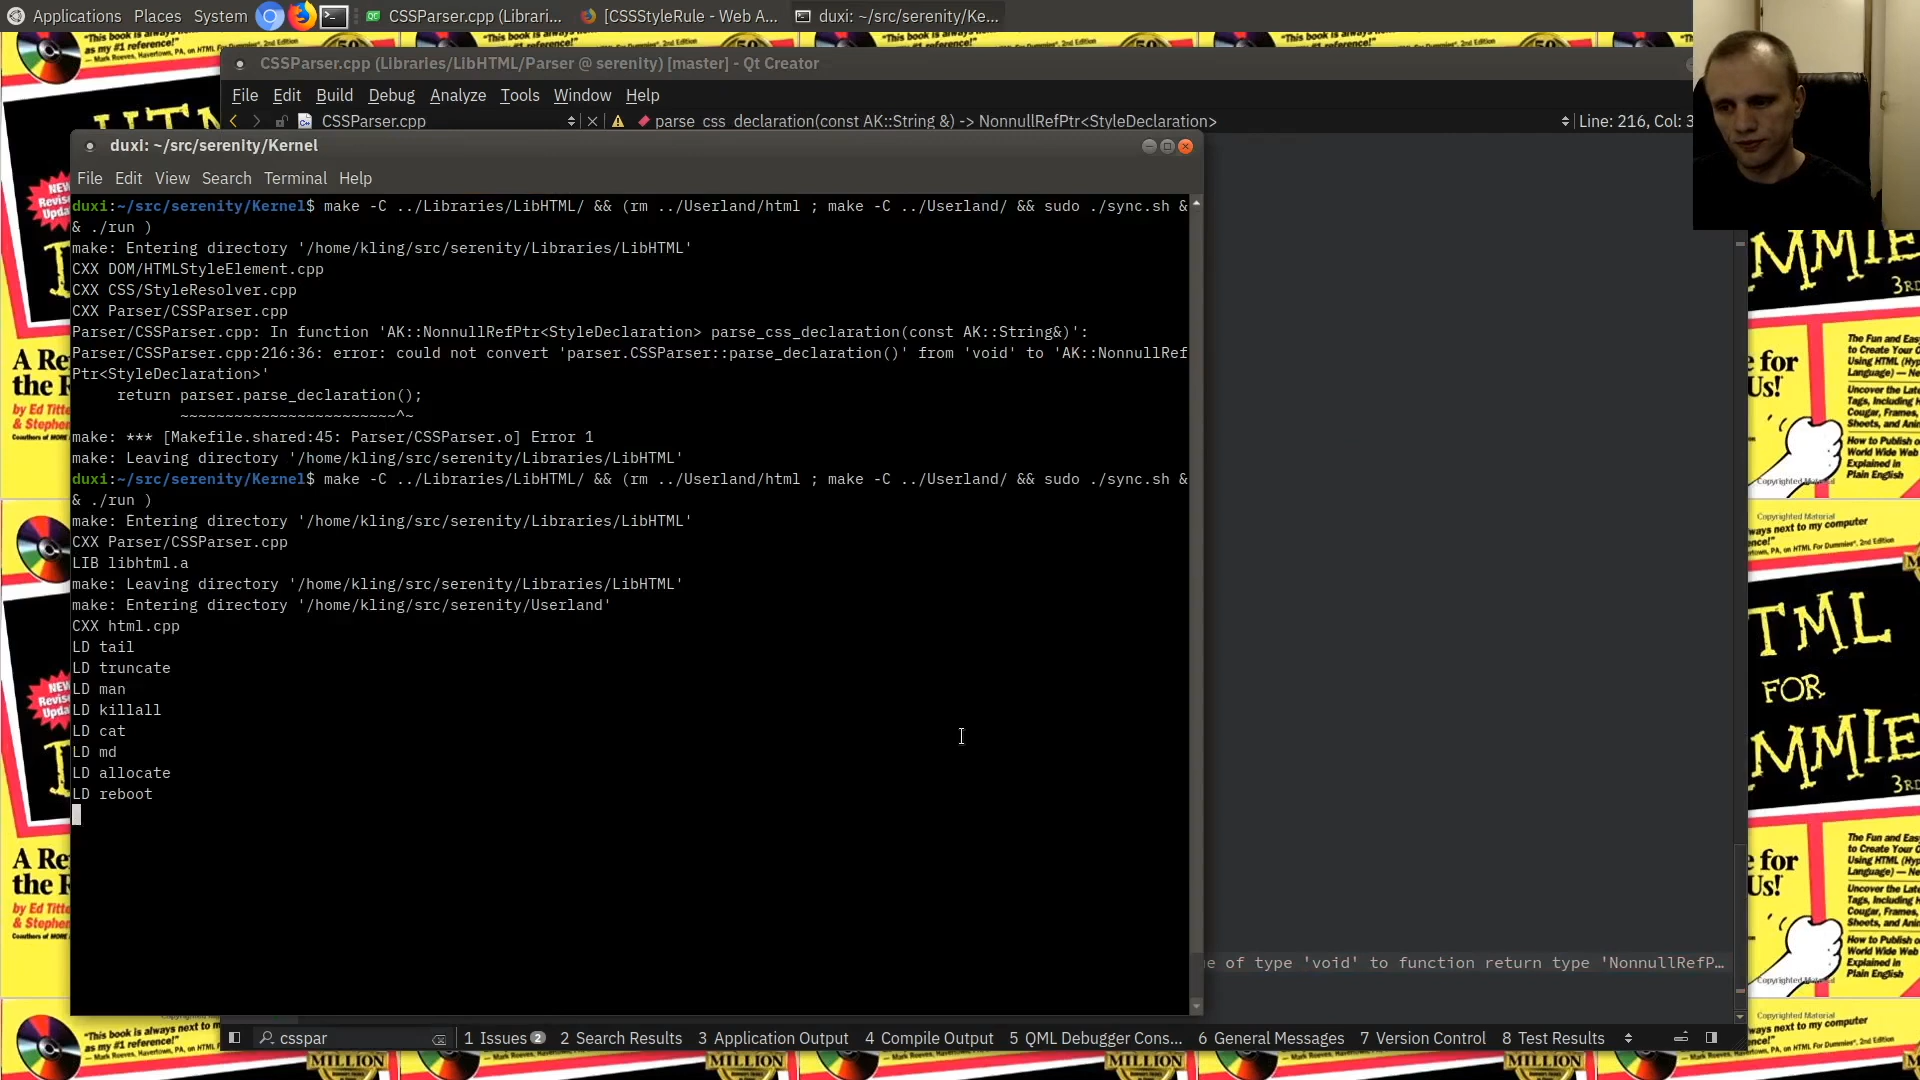 Applications Places System
CSSParser.cpp (Librari...
[CSSStyleRule - Web A...
duxi: ~/src/serenity/Ke...
CSSParser.cpp (Libraries/LibHTML/Parser @ serenity) [master] - Qt Creator
File Edit Build Debug Analyze Tools Window Help
CSSParser.cpp
parse_css_declaration(const AK::String &) -> NonnullRefPtr<StyleDeclaration>
Line: 216, Col: 3
duxi: ~/src/serenity/Kernel
File Edit View Search Terminal Help
duxi:~/src/serenity/Kernel$ make -C ../Libraries/LibHTML/ && (rm ../Userland/html ; make -C ../Userland/ && sudo ./sync.sh &
& ./run )
make: Entering directory '/home/kling/src/serenity/Libraries/LibHTML'
CXX DOM/HTMLStyleElement.cpp
CXX CSS/StyleResolver.cpp
CXX Parser/CSSParser.cpp
Parser/CSSParser.cpp: In function 'AK::NonnullRefPtr<StyleDeclaration> parse_css_declaration(const AK::String&)':
Parser/CSSParser.cpp:216:36: error: could not convert 'parser.CSSParser::parse_declaration()' from 'void' to 'AK::NonnullRef
Ptr<StyleDeclaration>'
return parser.parse_declaration();
~~~~~~~~~~~~~~~~~~~~~~~~^~
make: *** [Makefile.shared:45: Parser/CSSParser.o] Error 1
make: Leaving directory '/home/kling/src/serenity/Libraries/LibHTML'
duxi:~/src/serenity/Kernel$ make -C ../Libraries/LibHTML/ && (rm ../Userland/html ; make -C ../Userland/ && sudo ./sync.sh &
& ./run )
make: Entering directory '/home/kling/src/serenity/Libraries/LibHTML'
CXX Parser/CSSParser.cpp
LIB libhtml.a
make: Leaving directory '/home/kling/src/serenity/Libraries/LibHTML'
make: Entering directory '/home/kling/src/serenity/Userland'
CXX html.cpp
LD tail
LD truncate
LD man
LD killall
LD cat
LD md
LD allocate
LD reboot
e of type 'void' to function return type 'NonnullRefP...
csspar
1 Issues 2
2 Search Results
3 Application Output
4 Compile Output
5 QML Debugger Cons...
6 General Messages
7 Version Control
8 Test Results